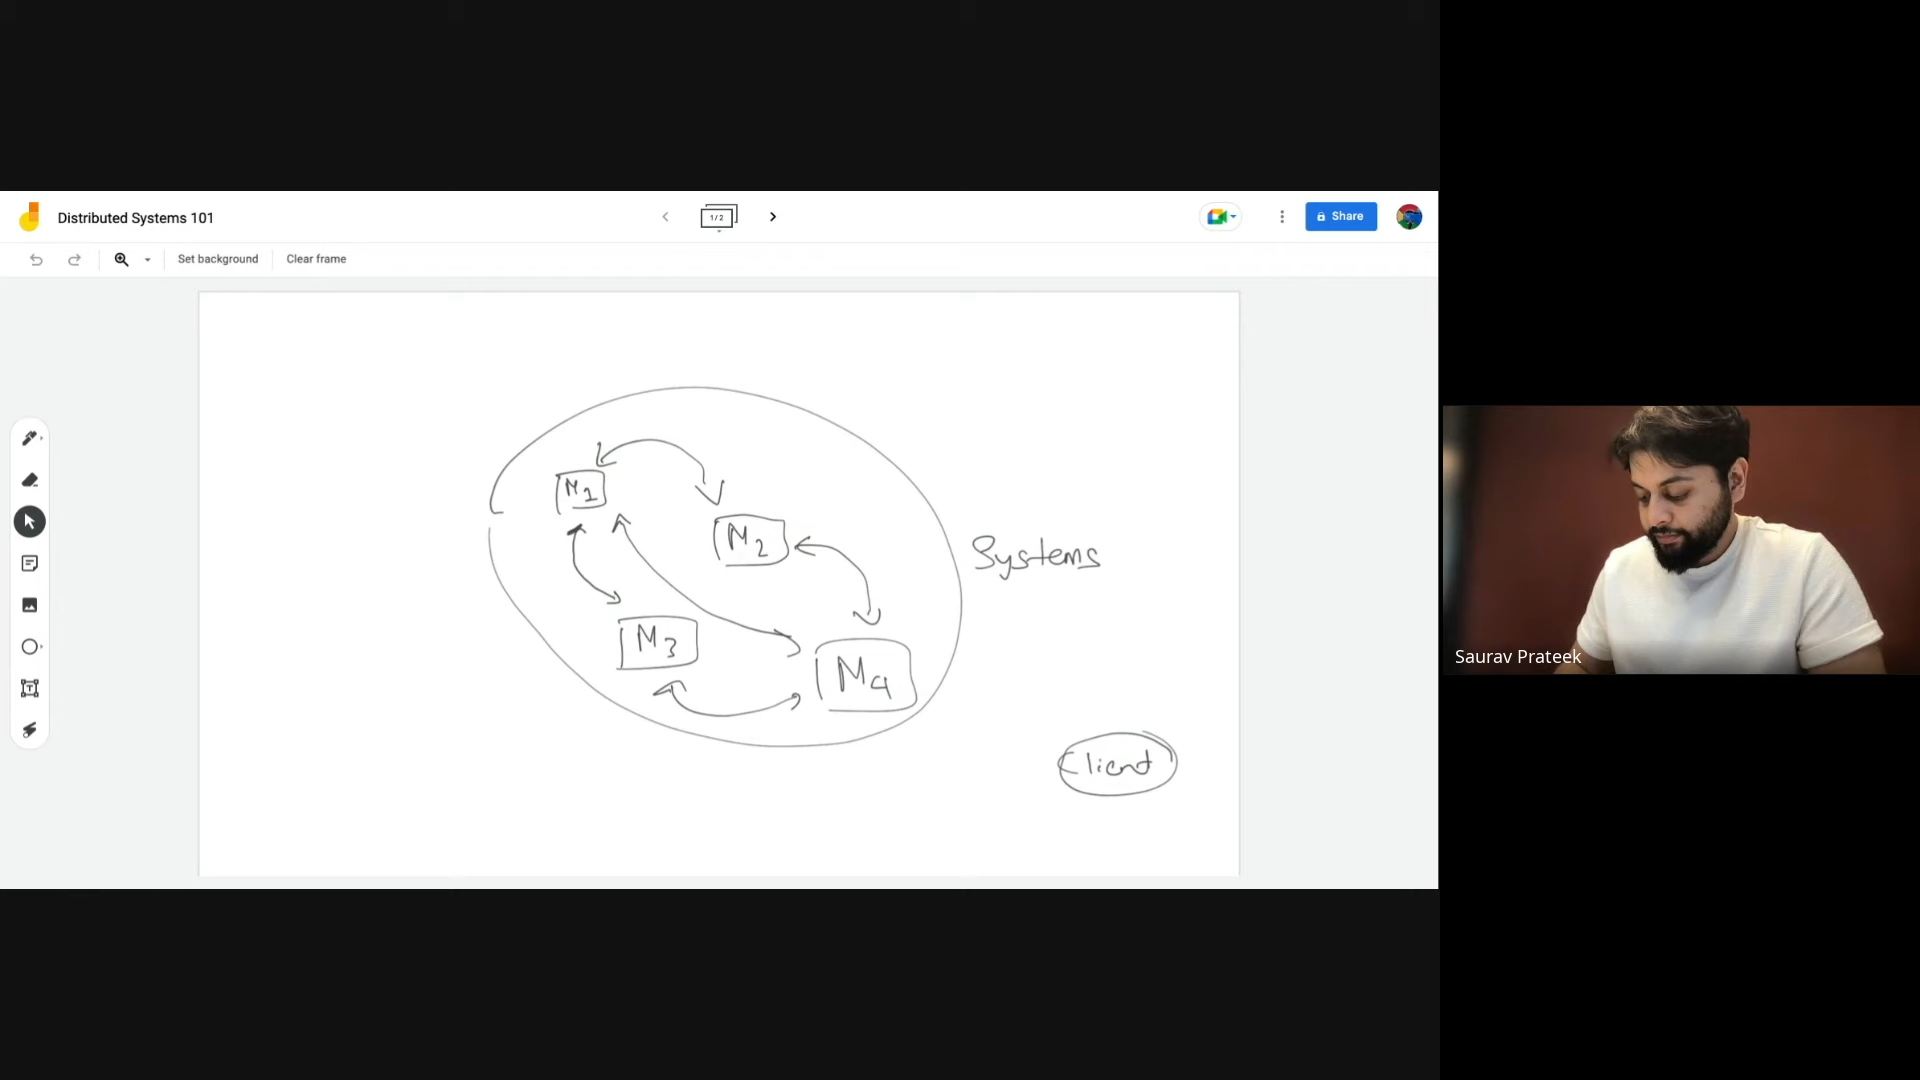 Distributed Systems 101
1/2
Share
Set background
Clear frame
M1
M2
Systems
M3
M4
Client
Saurav Prateek